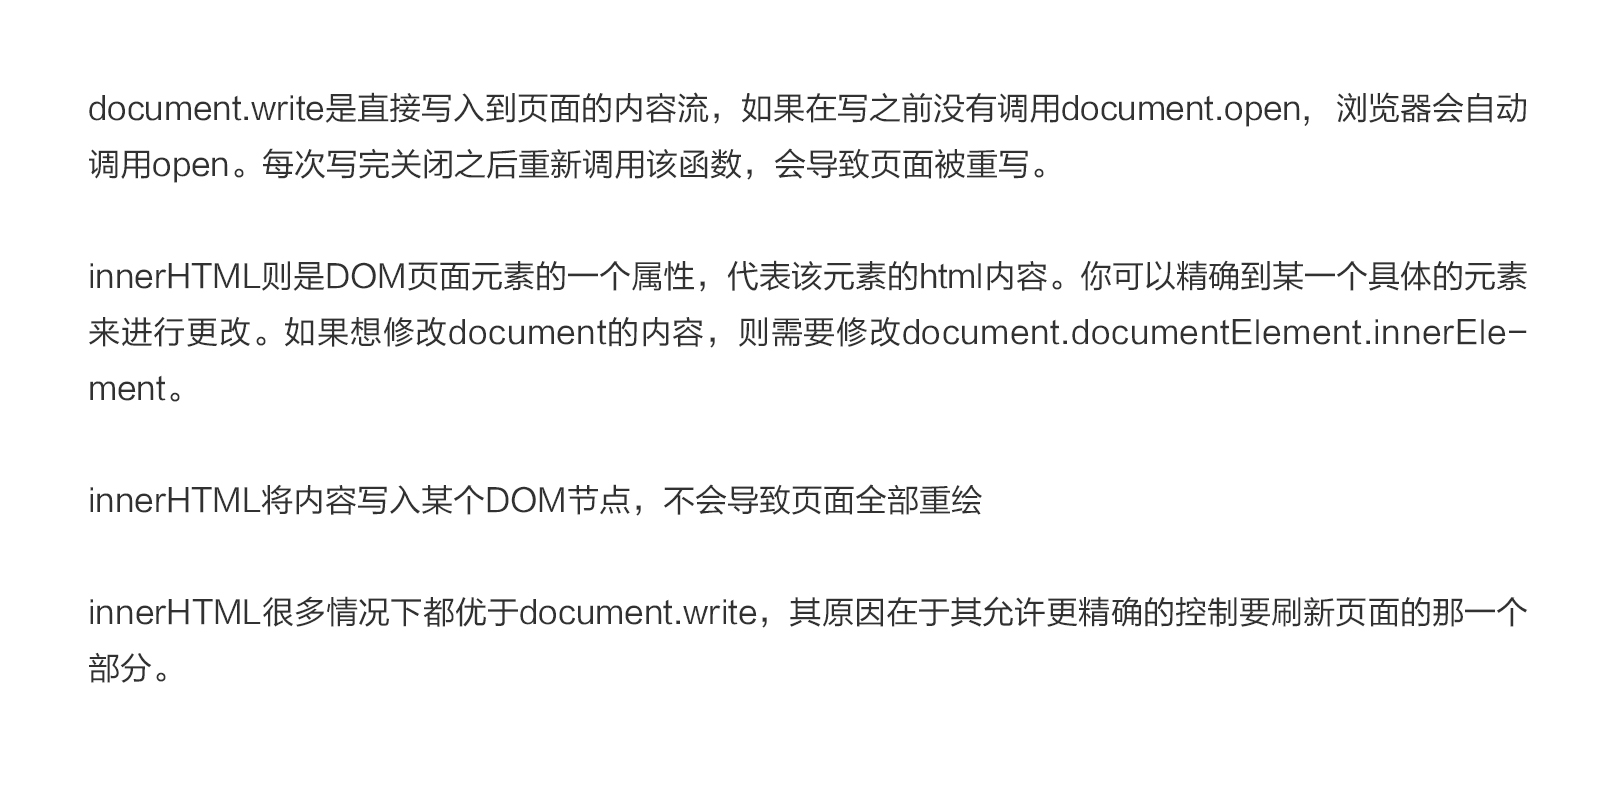 document.write是直接写入到页面的内容流，如果在写之前没有调用document.open， 浏览器会自动
调用open。每次写完关闭之后重新调用该函数，会导致页面被重写。
innerHTML则是DOM页面元素的一个属性，代表该元素的html内容。你可以精确到某一个具体的元素
来进行更改。如果想修改document的内容，则需要修改document.documentElement.innerEle-
ment。
innerHTML将内容写入某个DOM节点，不会导致页面全部重绘
innerHTML很多情况下都优于document.write，其原因在于其允许更精确的控制要刷新页面的那一个
部分。